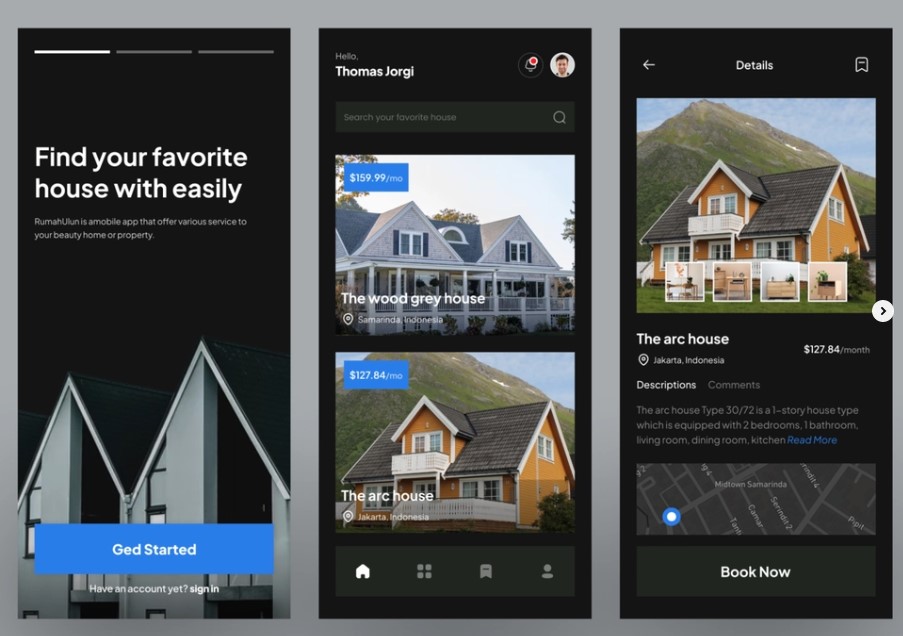 Find your favorite
house with easily
RumahUlun is amobile app that offer various service to
your beauty home or property.
Ged Started
Have an account yet? sign in
Hello,
Thomas Jorgi
Search your favorite house
$159.99/mo
The wood grey house
Samarinda, Indonesia
$127.84/mo
The arc house
Jakarta, Indonesia
Details
The arc house
Jakarta, Indonesia
$127.84/month
Descriptions Comments
The arc house Type 30/72 is a 1-story house type
which is equipped with 2 bedrooms, 1 bathroom,
living room, dining room, kitchen Read More
Midtown Samarinda
Serindit 2
Pipit
Book Now